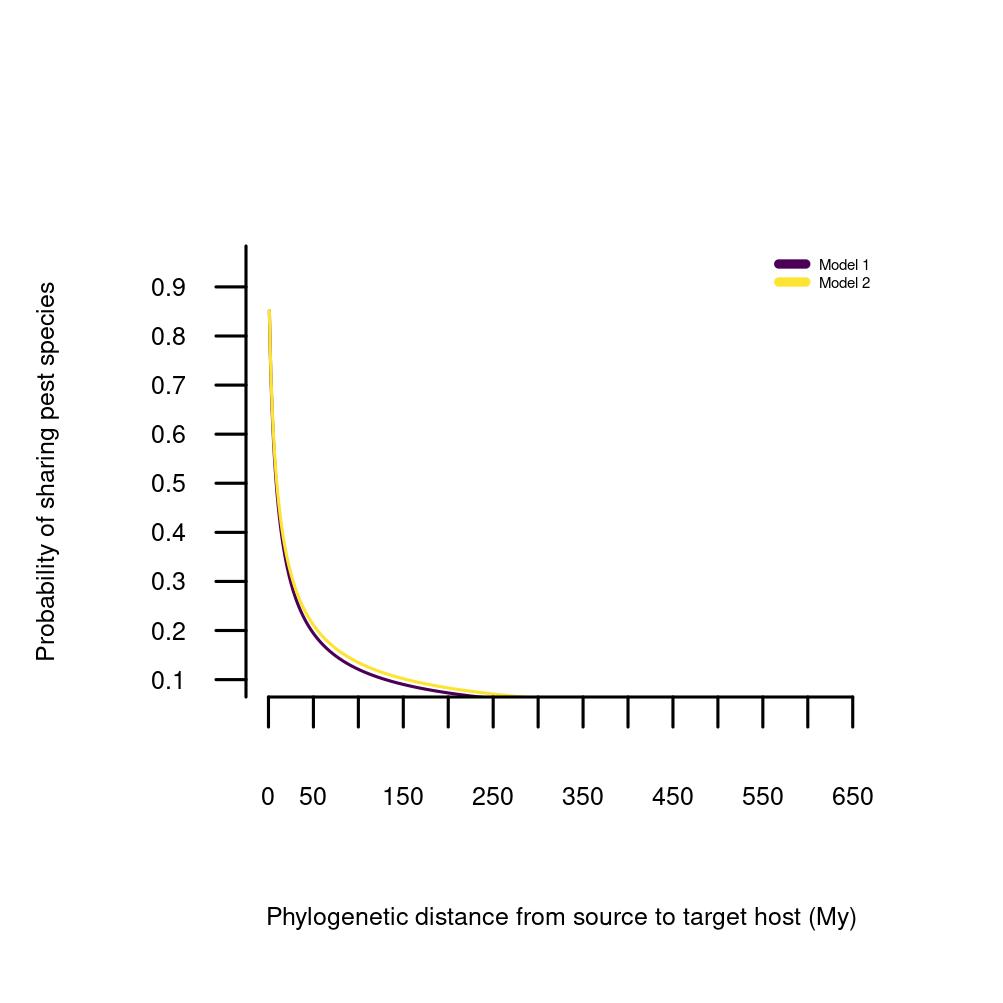 Model 1
Model 2
Probability of sharing pest species
0.9
0.8
0.7
0.6
0.5
0.4
0.3
0.2
0.1
0 50 150 250 350 450 550 650
Phylogenetic distance from source to target host (My)